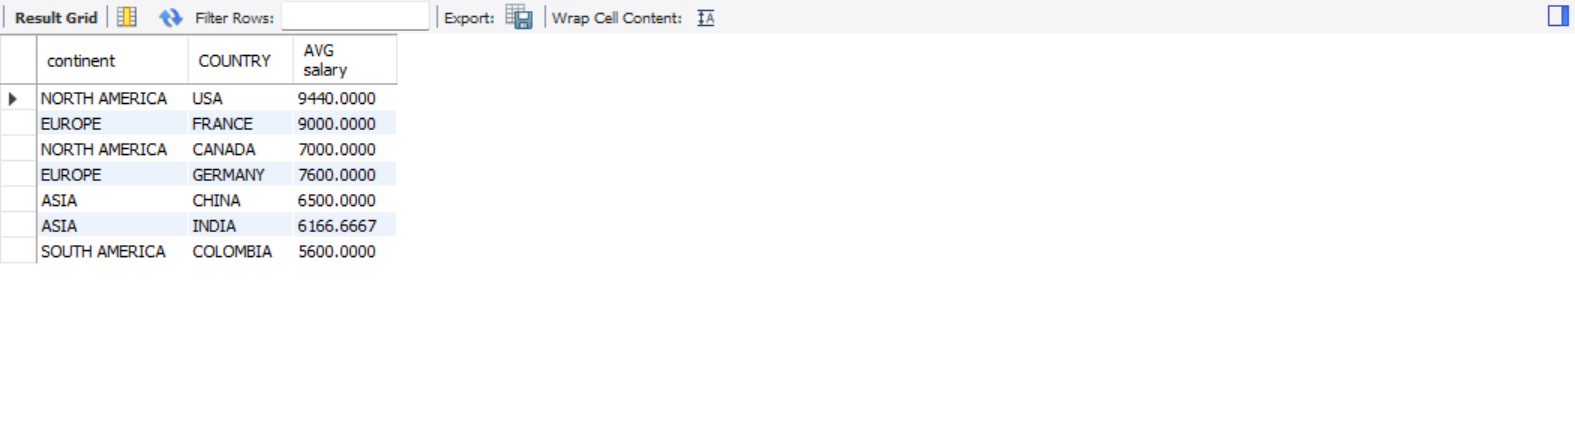 Result Grid Filter Rows: Export: Wrap Cell Content: IA
continent COUNTRY AVG salary
NORTH AMERICA USA 9440.0000
EUROPE FRANCE 9000.0000
NORTH AMERICA CANADA 7000.0000
EUROPE GERMANY 7600.0000
ASIA CHINA 6500.0000
ASIA INDIA 6166.6667
SOUTH AMERICA COLOMBIA 5600.0000